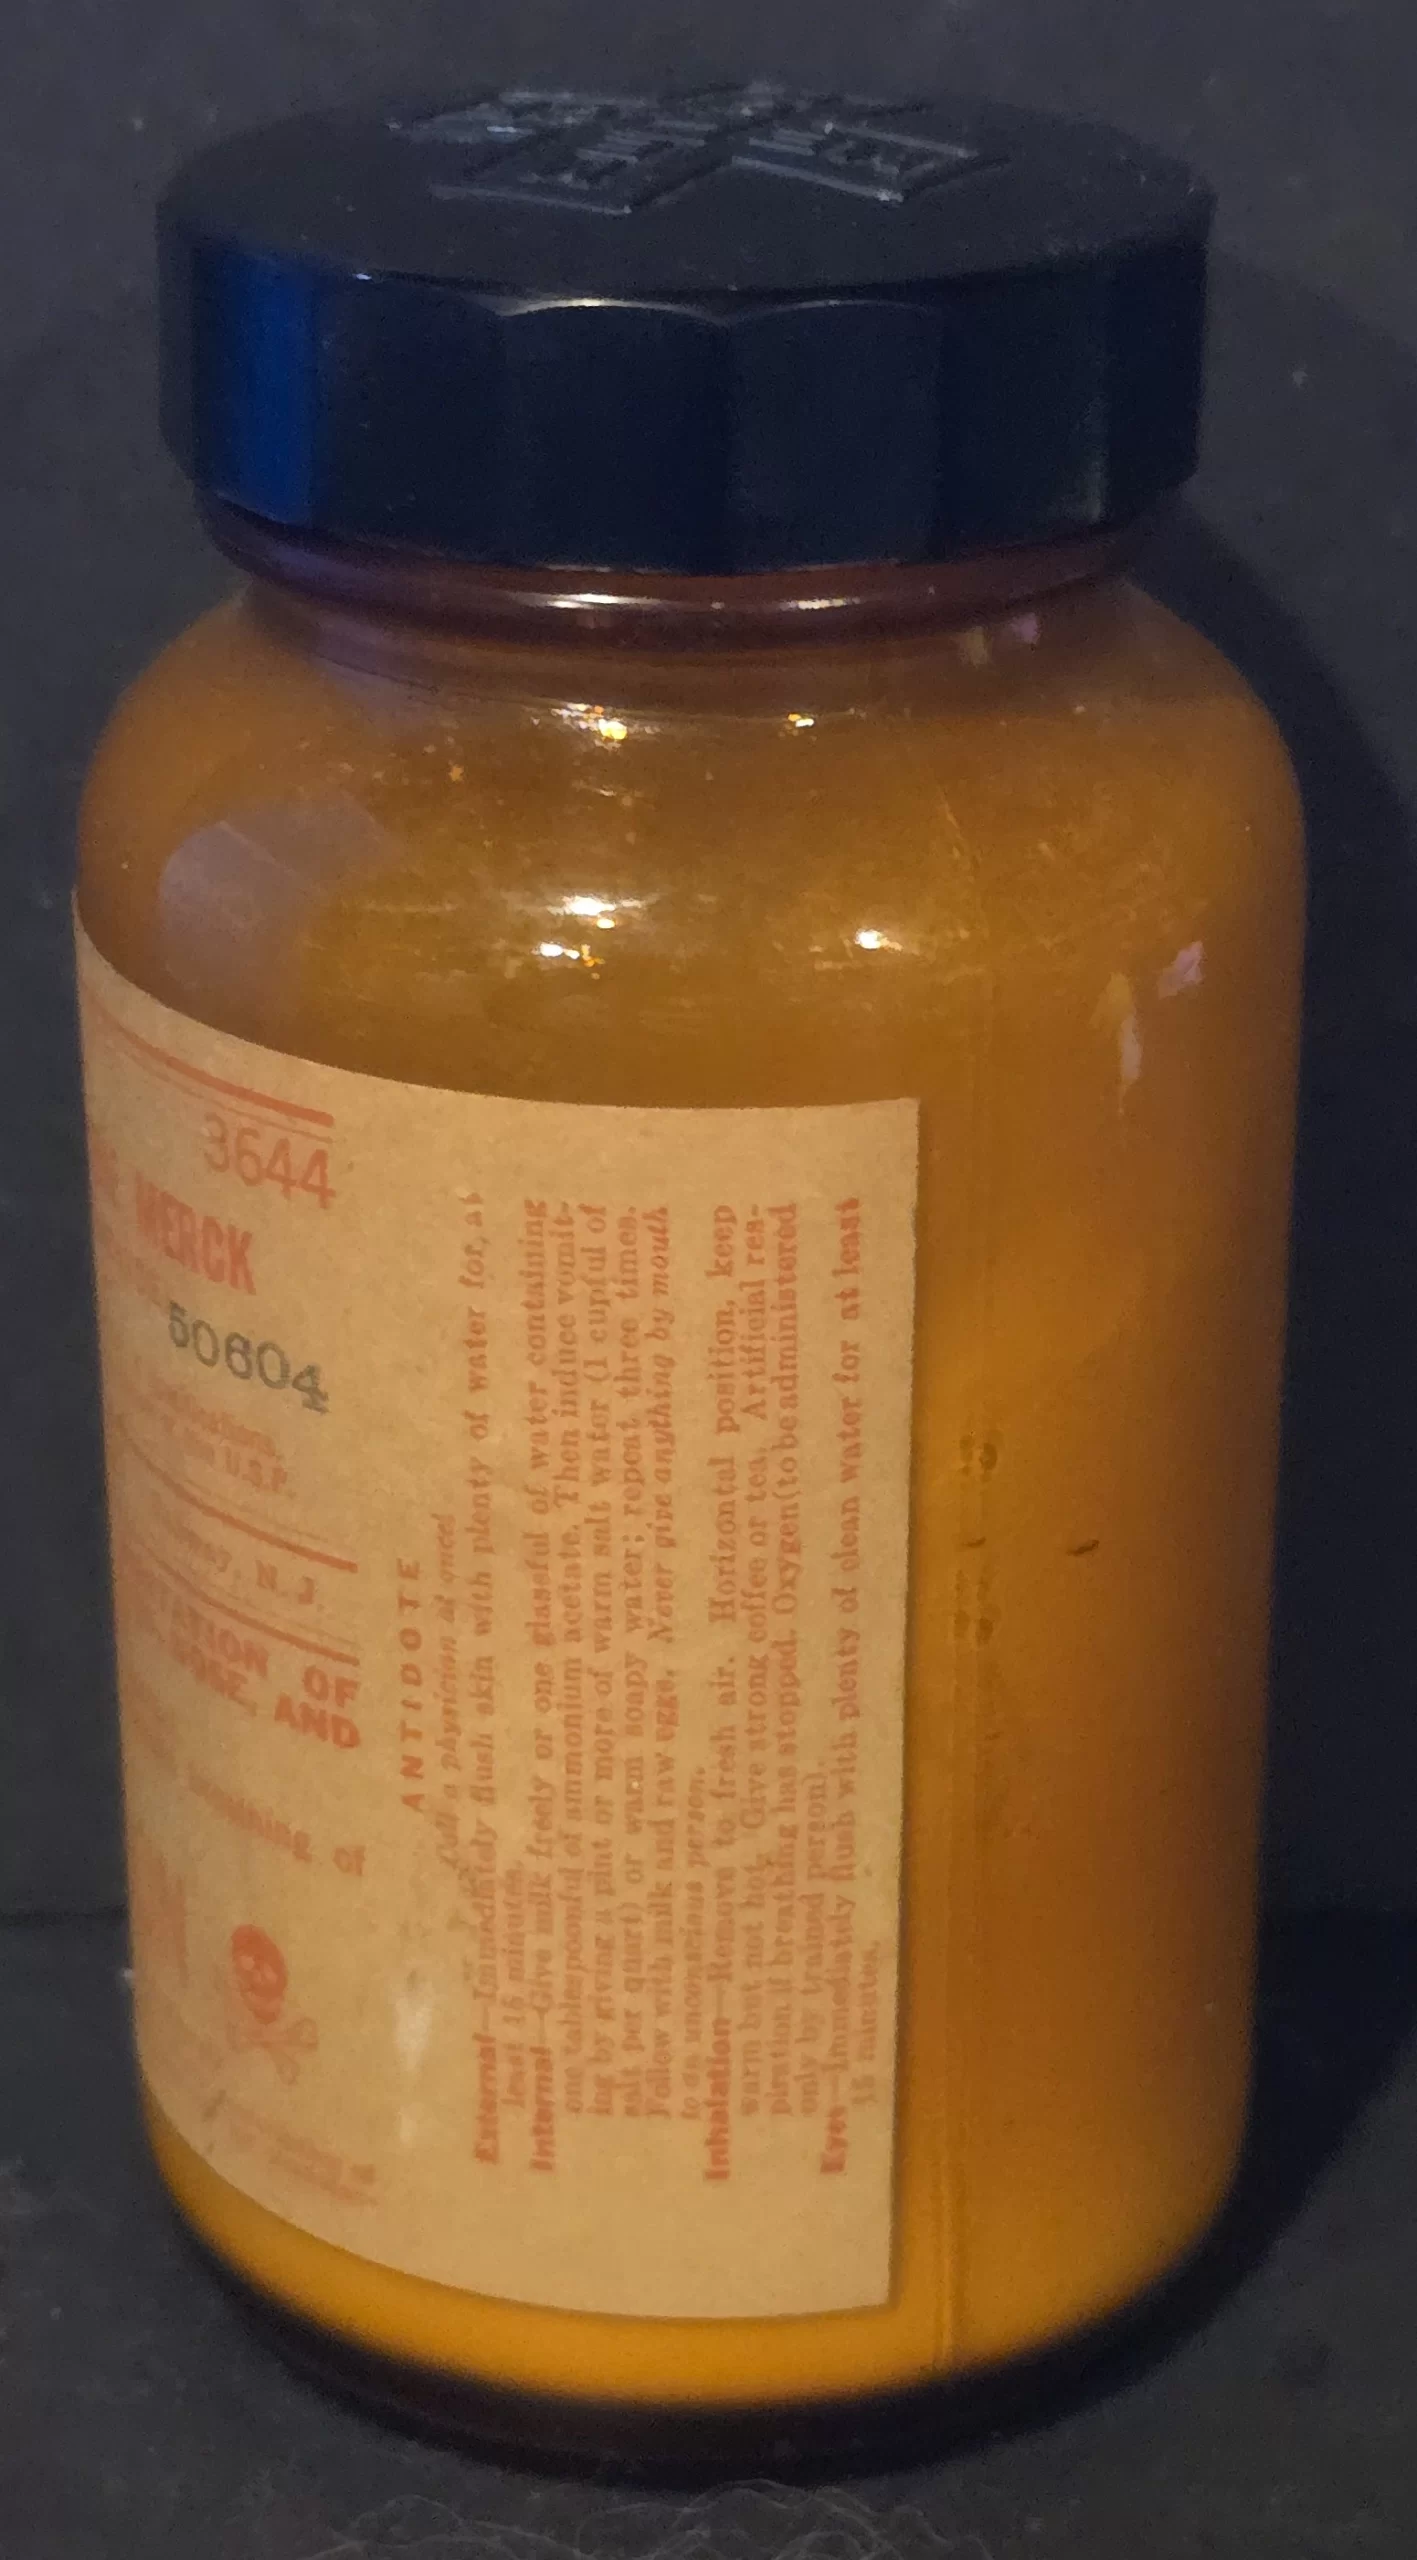 3644
MERCK
50604
U.S.P.
N. J.
OF
AND
of
ANTIDOTE
Call a physician at once!
External—Immediately flush skin with plenty of water for, at
least 15 minutes.
Internal—Give milk freely or one glassful of water containing
one tablespoonful of ammonium acetate. Then induce vomit-
ing by giving a pint or more of warm salt water (1 cupful of
salt per quart) or warm soapy water; repeat three times.
Follow with milk and raw eggs. Never give anything by mouth
to an unconscious person.
Inhalation—Remove to fresh air. Horizontal position, keep
warm but not hot. Give strong coffee or tea. Artificial res-
piration if breathing has stopped. Oxygen (to be administered
only by trained person).
Eyes—Immediately flush with plenty of clean water for at least
15 minutes.